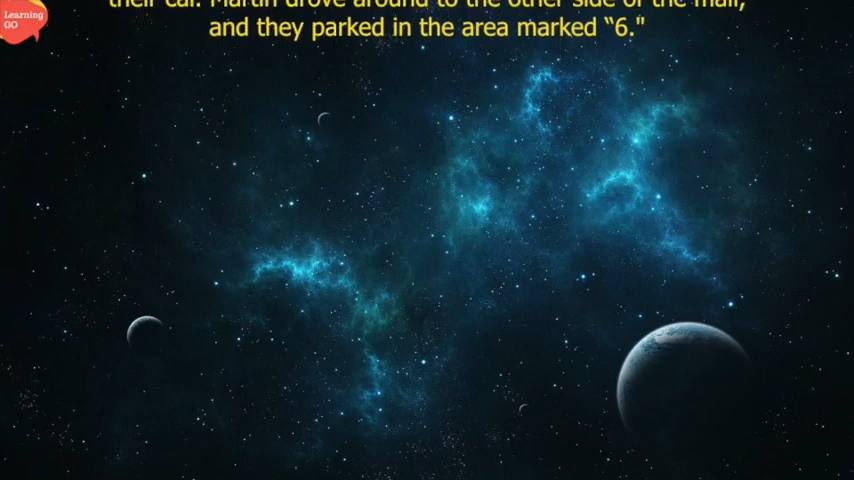 Learning
GO
their car. Martin drove around to the other side of the mall,
and they parked in the area marked “6."